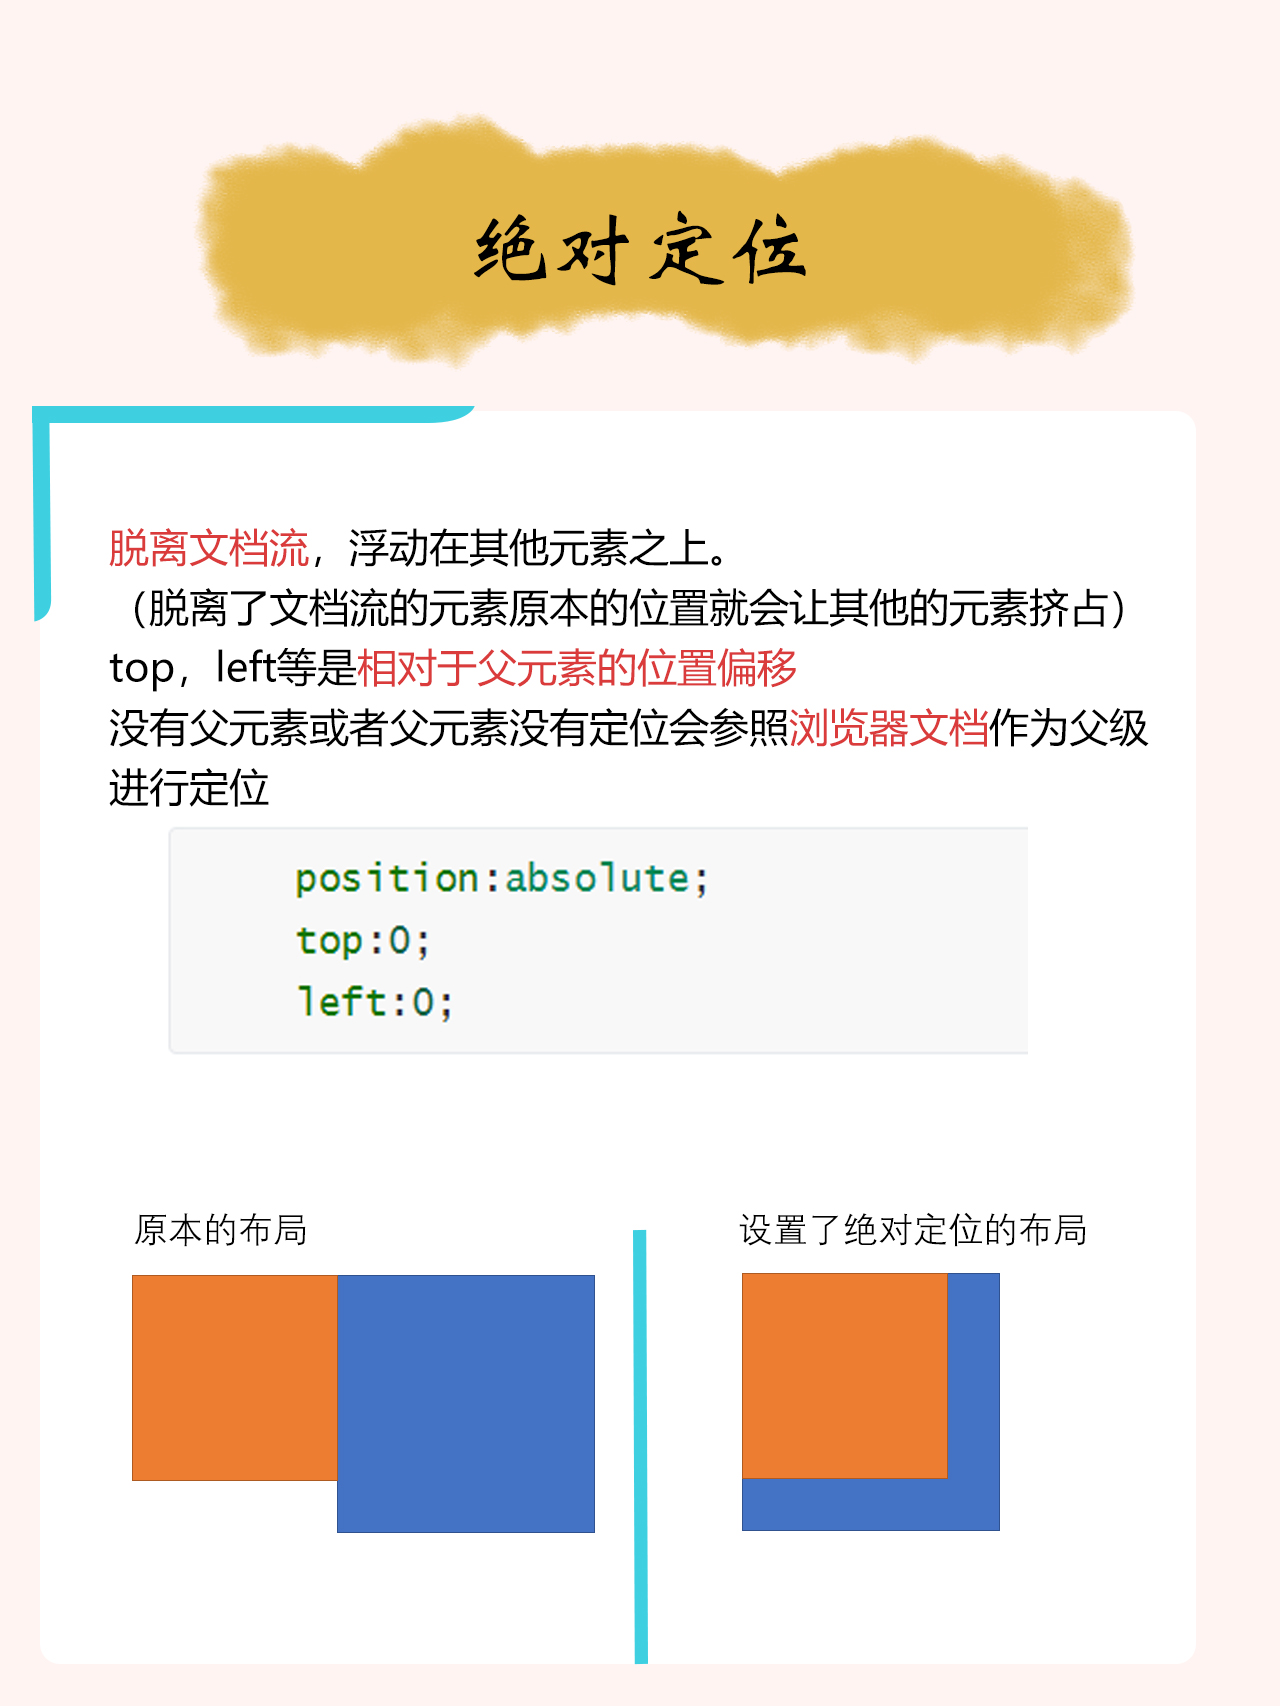 绝对定位
脱离文档流，浮动在其他元素之上。
（脱离了文档流的元素原本的位置就会让其他的元素挤占）
top，left等是相对于父元素的位置偏移
没有父元素或者父元素没有定位会参照浏览器文档作为父级
进行定位
position:absolute;
top:0;
left:0;
原本的布局
设置了绝对定位的布局